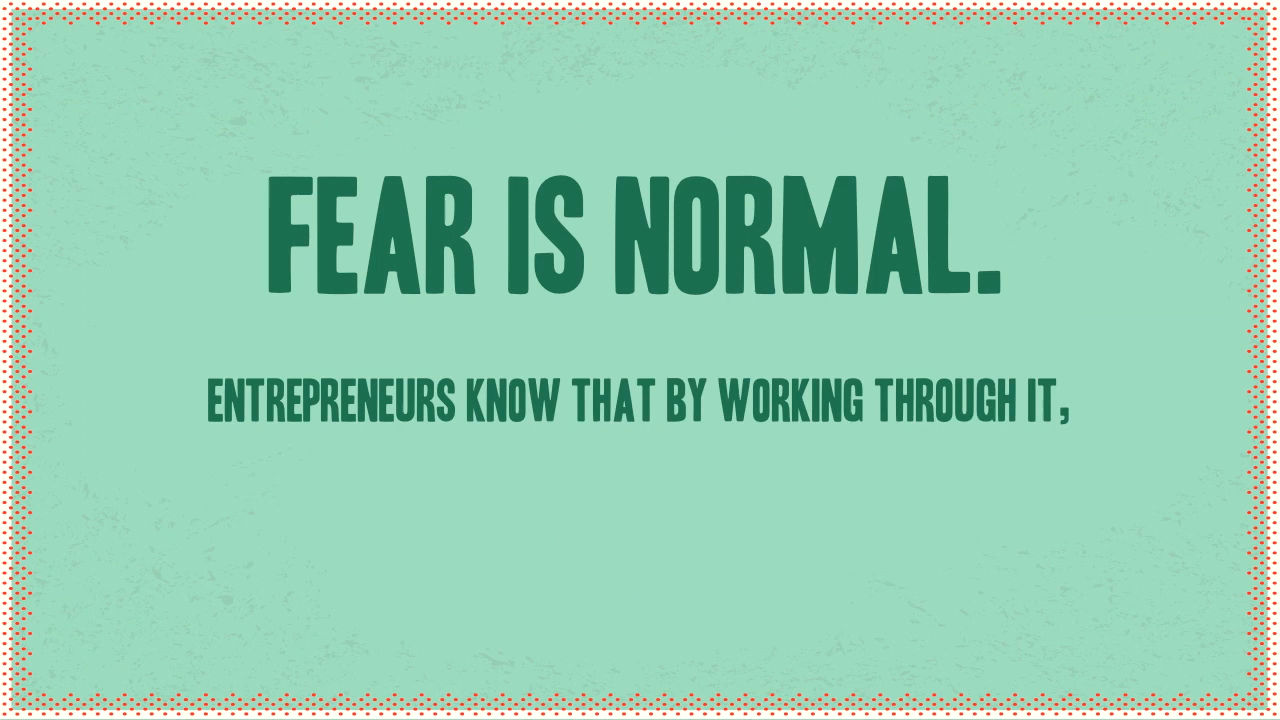 FEAR IS NORMAL.
ENTREPRENEURS KNOW THAT BY WORKING THROUGH IT,